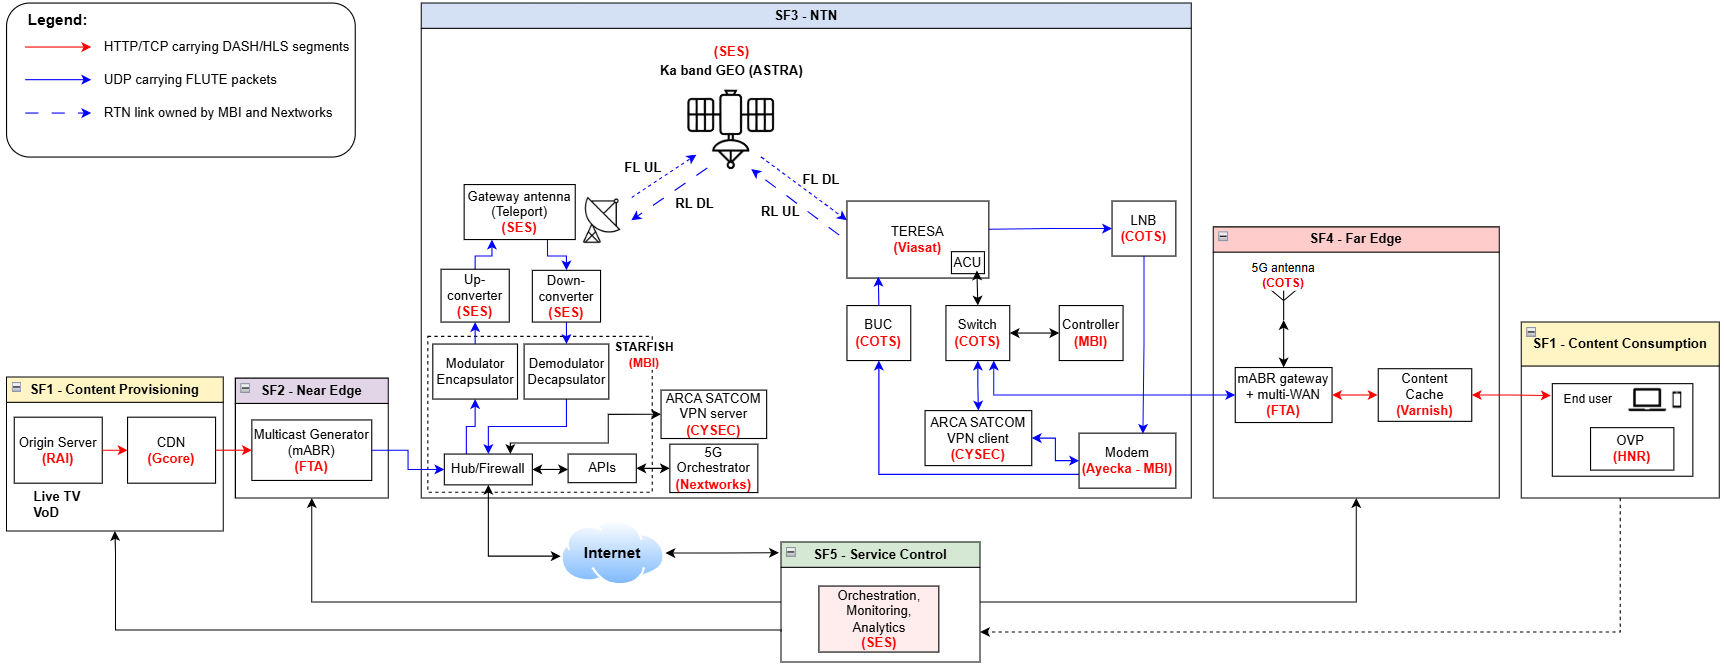 Legend:
HTTP/TCP carrying DASH/HLS segments
UDP carrying FLUTE packets
RTN link owned by MBI and Nextworks
SF3 - NTN
(SES)
Ka band GEO (ASTRA)
FL UL
RL DL
FL DL
RL UL
Gateway antenna
(Teleport)
(SES)
Up-
converter
(SES)
Down-
converter
(SES)
STARFISH
(MBI)
Modulator
Encapsulator
Demodulator
Decapsulator
ARCA SATCOM
VPN server
(CYSEC)
5G
Orchestrator
(Nextworks)
Hub/Firewall
APIs
TERESA
(Viasat)
ACU
LNB
(COTS)
BUC
(COTS)
Switch
(COTS)
Controller
(MBI)
ARCA SATCOM
VPN client
(CYSEC)
Modem
(Ayecka - MBI)
SF1 - Content Provisioning
Origin Server
(RAI)
CDN
(Gcore)
Live TV
VoD
SF2 - Near Edge
Multicast Generator
(mABR)
(FTA)
SF4 - Far Edge
5G antenna
(COTS)
mABR gateway
+ multi-WAN
(FTA)
Content
Cache
(Varnish)
SF1 - Content Consumption
End user
OVP
(HNR)
Internet
SF5 - Service Control
Orchestration,
Monitoring,
Analytics
(SES)